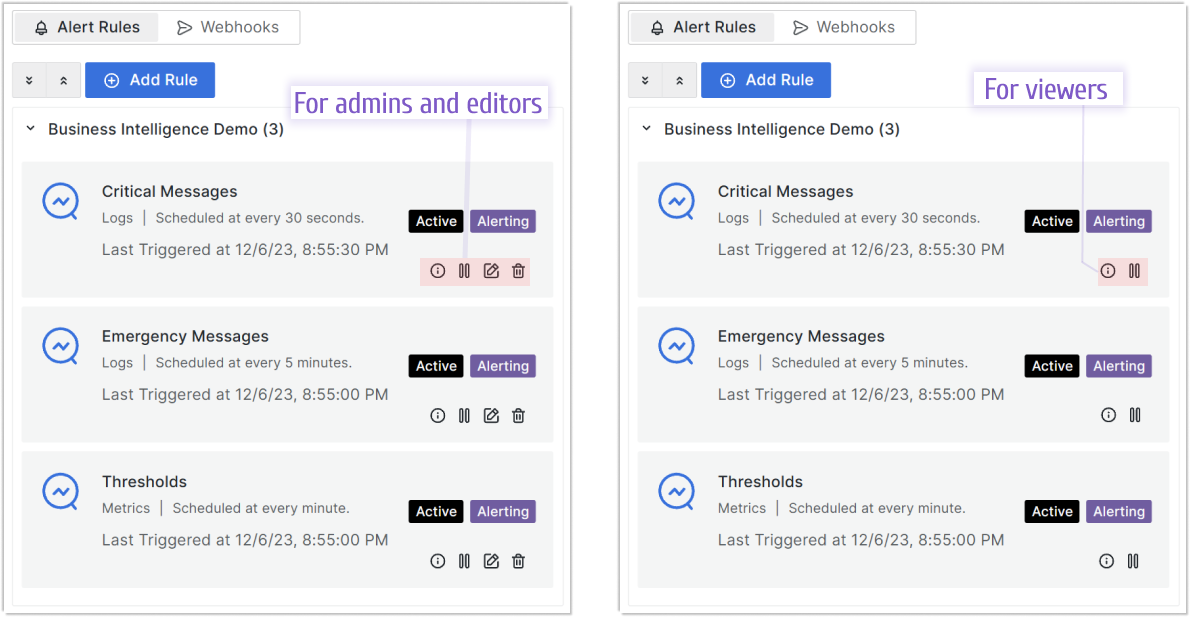 Alert Rules Webhooks
Add Rule
For admins and editors
Business Intelligence Demo (3)
Critical Messages
Logs | Scheduled at every 30 seconds.
Active Alerting
Last Triggered at 12/6/23, 8:55:30 PM
Emergency Messages
Logs | Scheduled at every 5 minutes.
Active Alerting
Last Triggered at 12/6/23, 8:55:00 PM
Thresholds
Metrics | Scheduled at every minute.
Active Alerting
Last Triggered at 12/6/23, 8:55:00 PM
Alert Rules Webhooks
Add Rule
For viewers
Business Intelligence Demo (3)
Critical Messages
Logs | Scheduled at every 30 seconds.
Active Alerting
Last Triggered at 12/6/23, 8:55:30 PM
Emergency Messages
Logs | Scheduled at every 5 minutes.
Active Alerting
Last Triggered at 12/6/23, 8:55:00 PM
Thresholds
Metrics | Scheduled at every minute.
Active Alerting
Last Triggered at 12/6/23, 8:55:00 PM